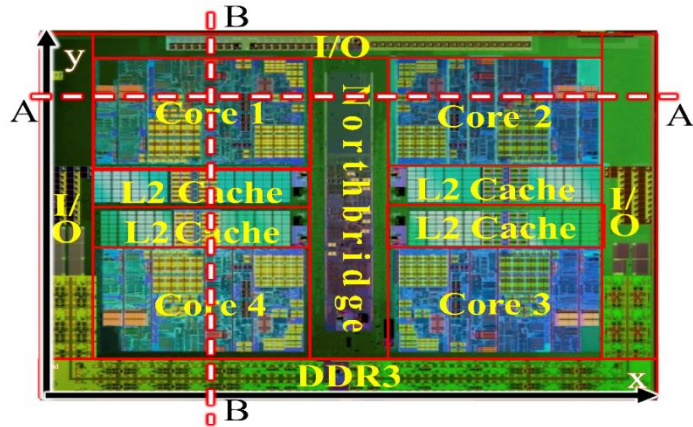 B
I/O
y
A
A
Core 1
Core 2
Northbridge
L2 Cache
L2 Cache
I/O
I/O
L2 Cache
L2 Cache
Core 4
Core 3
DDR3
x
B